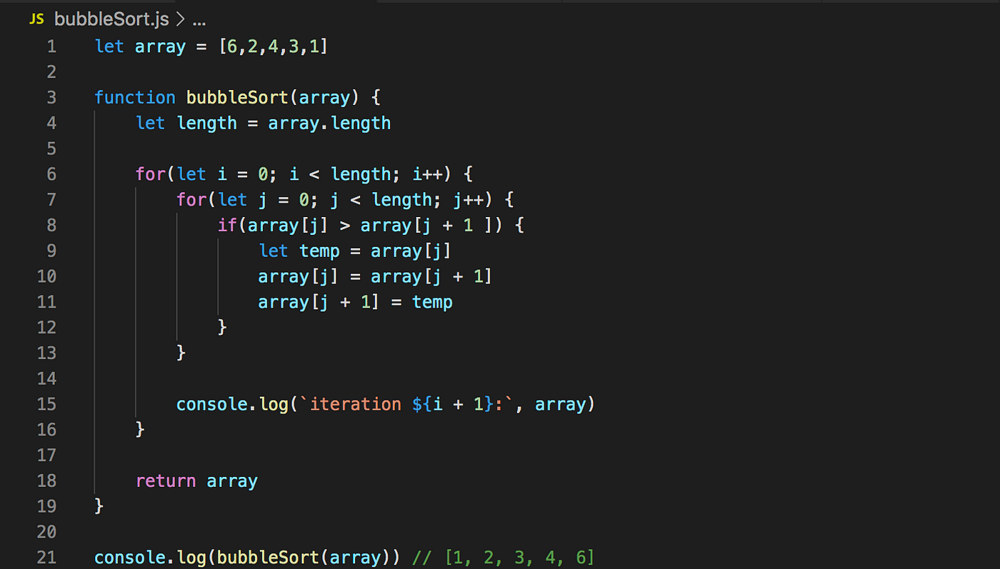 JS bubbleSort.js > ...
1 let array = [6,2,4,3,1]
2
3 function bubbleSort(array) {
4     let length = array.length
5
6     for(let i = 0; i < length; i++) {
7         for(let j = 0; j < length; j++) {
8             if(array[j] > array[j + 1 ]) {
9                 let temp = array[j]
10                 array[j] = array[j + 1]
11                 array[j + 1] = temp
12             }
13         }
14
15         console.log(`iteration ${i + 1}:`, array)
16     }
17
18     return array
19 }
20
21 console.log(bubbleSort(array)) // [1, 2, 3, 4, 6]